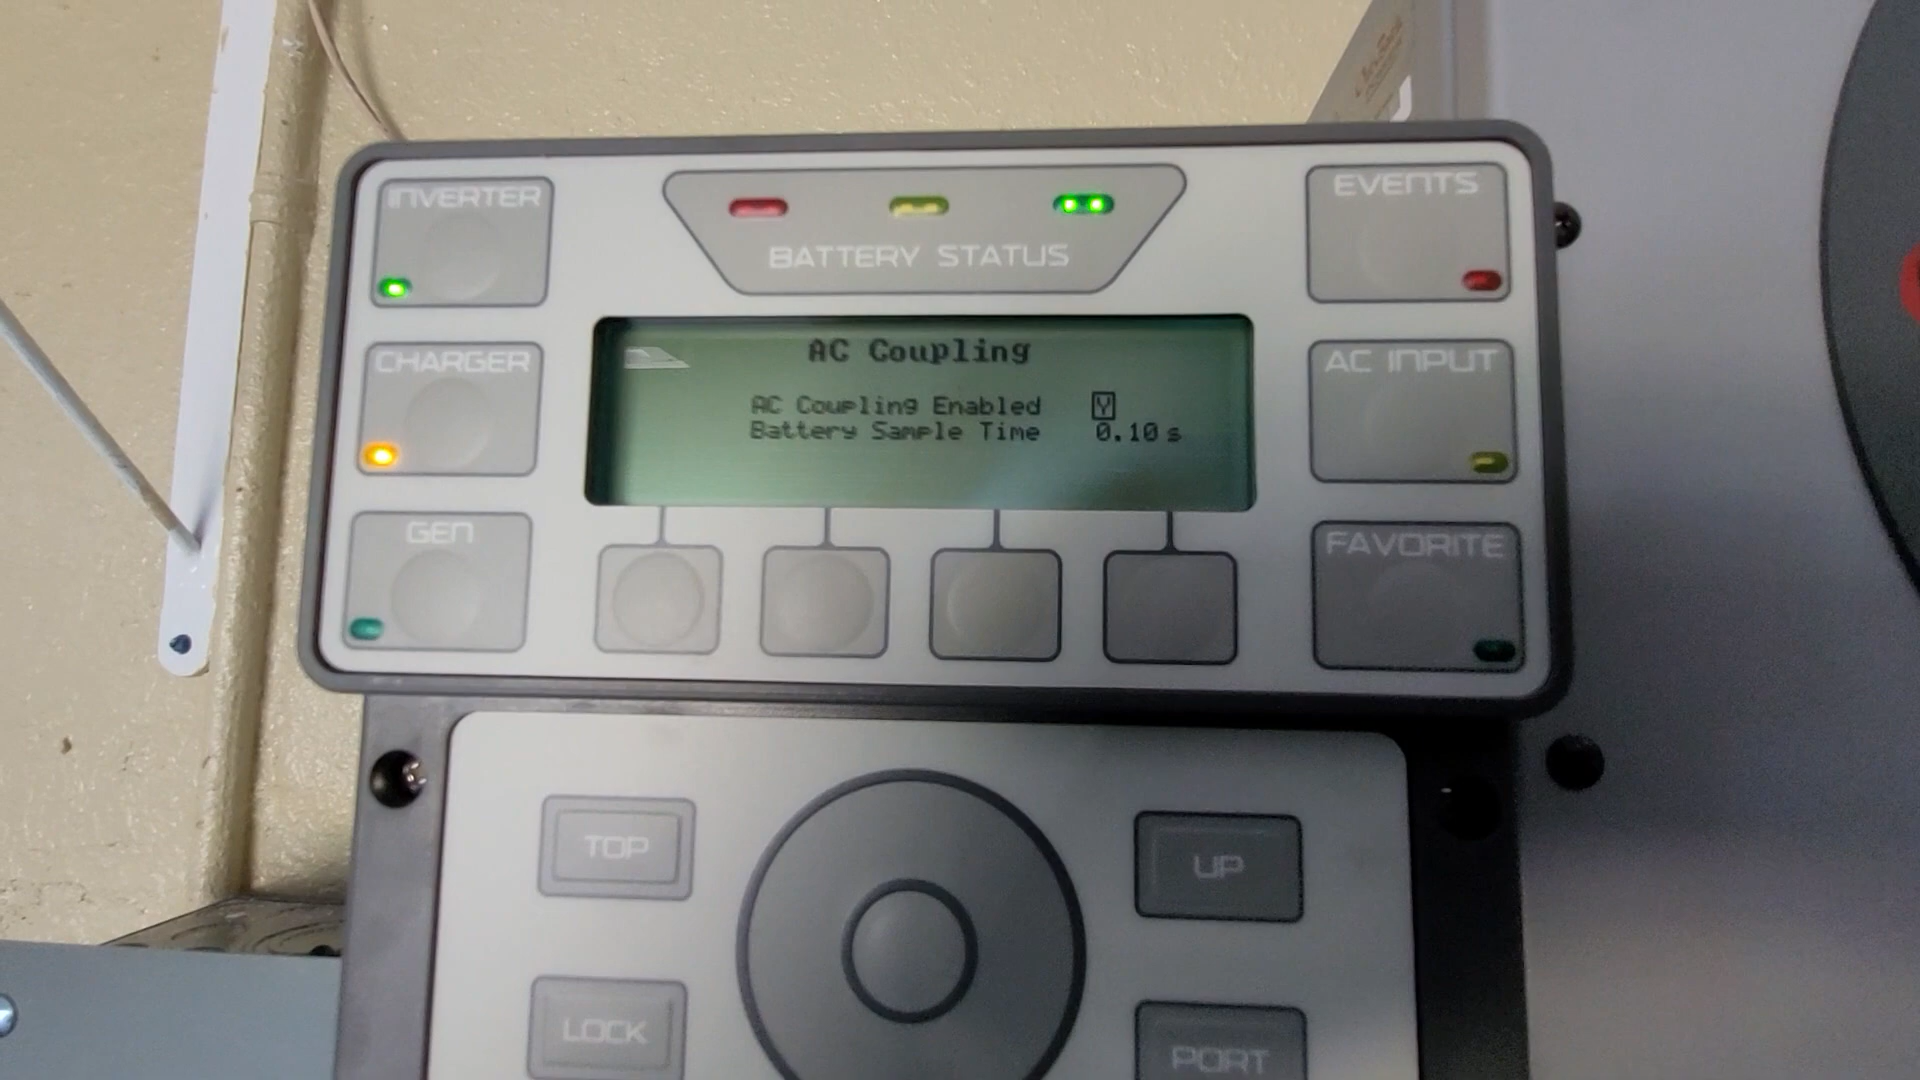 INVERTER
BATTERY STATUS
EVENTS
CHARGER
AC Coupling
AC Coupling Enabled Y
Battery Sample Time 0.10 s
AC INPUT
GEN
FAVORITE
TOP
UP
LOCK
PORT